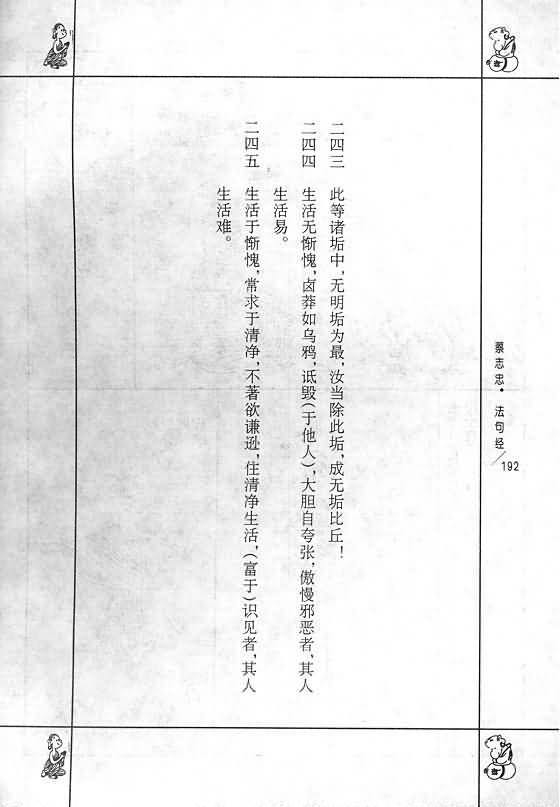 二四三　此等诸垢中，无明垢为最，汝当除此垢，成无垢比丘！
二四四　生活无惭愧，卤莽如乌鸦，诋毁（于他人），大胆自夸张，傲慢邪恶者，其人
生活易。
二四五　生活于惭愧，常求于清净，不著欲谦逊，住清净生活，（富于）识见者，其人
生活难。
蔡志忠·法句经／192